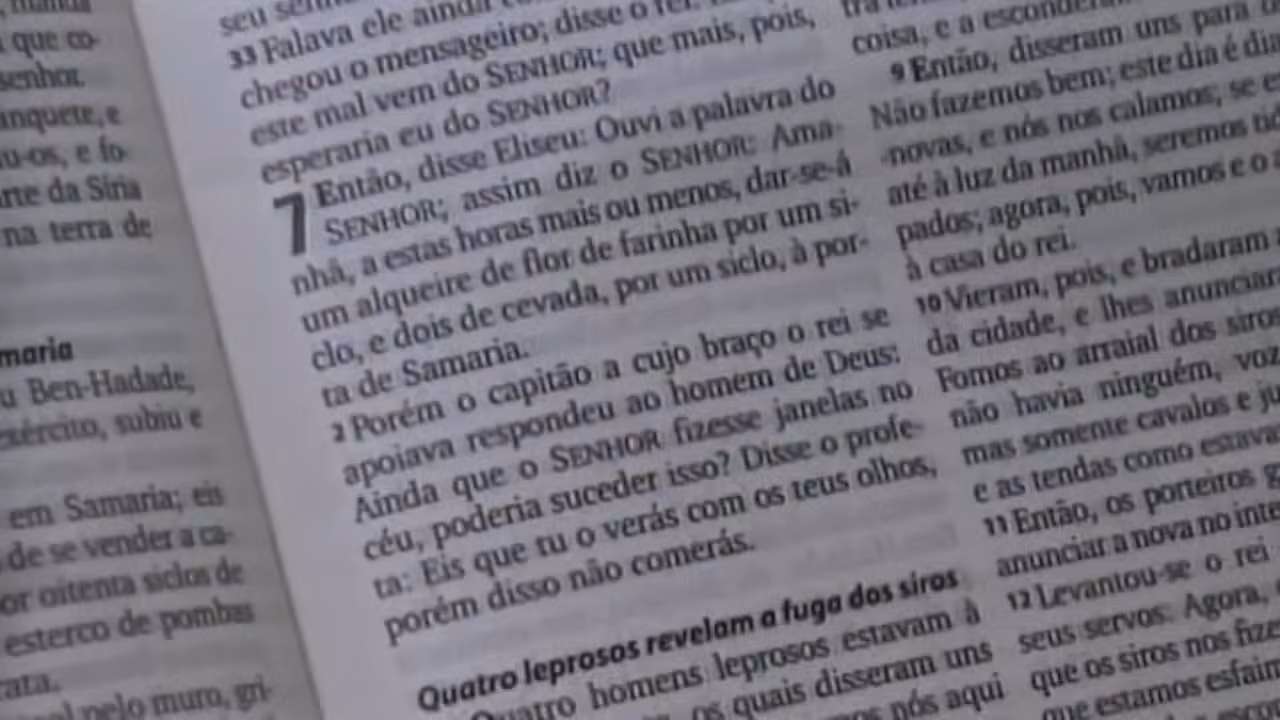 que co-
senhor.
anquete, e
e fo-
arte da Síria
na terra de
maria
u Ben-Hadade,
exército, subiu e
em Samaria; eis
de se vender a ca-
or oitenta siclos de
esterco de pombas
rata.
pelo muro, gri-
33 Falava ele ainda
chegou o mensageiro; disse o rei:
este mal vem do SENHOR; que mais, pois,
esperaria eu do SENHOR?
7 Então, disse Eliseu: Ouvi a palavra do
SENHOR; assim diz o SENHOR: Ama-
nhã, a estas horas mais ou menos, dar-se-á
um alqueire de flor de farinha por um si-
clo, e dois de cevada, por um siclo, à por-
ta de Samaria.
2 Porém o capitão a cujo braço o rei se
apoiava respondeu ao homem de Deus:
Ainda que o SENHOR fizesse janelas no
céu, poderia suceder isso? Disse o profe-
ta: Eis que tu o verás com os teus olhos,
porém disso não comerás.
Quatro leprosos revelam a fuga dos siros
Quatro homens leprosos estavam à
os quais disseram uns
nós aqui
coisa, e a esconderam
9 Então, disseram uns para
Não fazemos bem; este dia é dia
-novas, e nós nos calamos; se e
até à luz da manhã, seremos tid
pados; agora, pois, vamos e o a
à casa do rei.
10 Vieram, pois, e bradaram a
da cidade, e lhes anunciar
Fomos ao arraial dos siros
não havia ninguém, voz
mas somente cavalos e ju
e as tendas como estava
11 Então, os porteiros g
anunciar a nova no inte
12 Levantou-se o rei
seus servos: Agora,
que os siros nos fize
que estamos esfaim